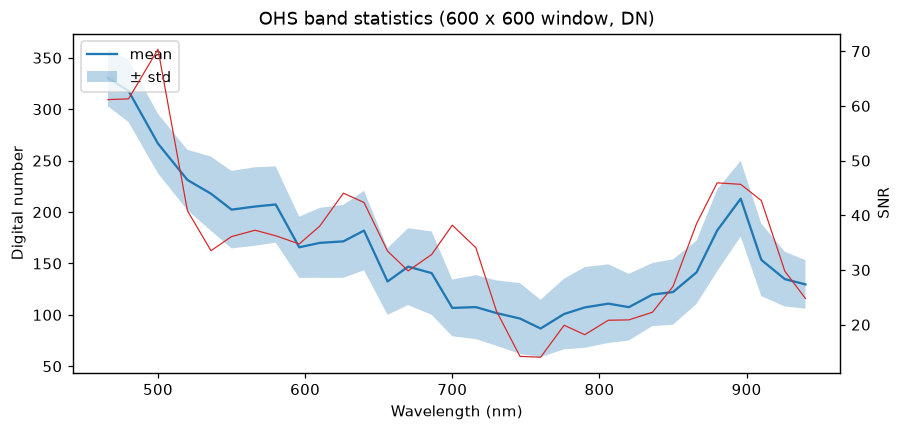 OHS band statistics (600 x 600 window, DN)
mean
± std
350
300
250
200
150
100
50
Digital number
70
60
50
40
30
20
SNR
500 600 700 800 900
Wavelength (nm)